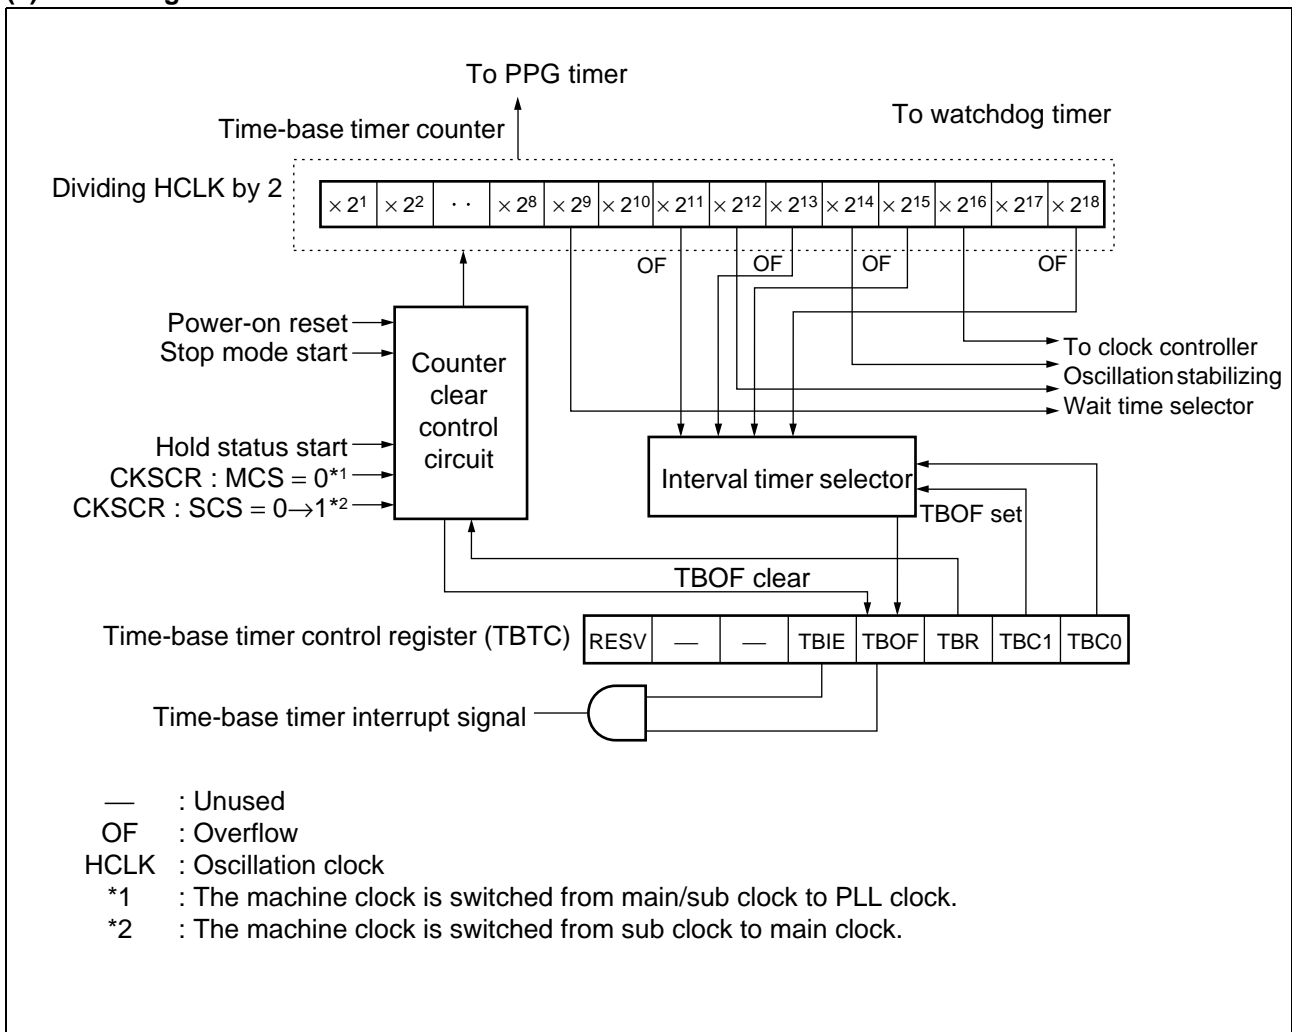 To PPG timer
To watchdog timer
Time-base timer counter
Dividing HCLK by 2
× 2¹ × 2² · · × 2⁸ × 2⁹ × 2¹⁰ × 2¹¹ × 2¹² × 2¹³ × 2¹⁴ × 2¹⁵ × 2¹⁶ × 2¹⁷ × 2¹⁸
OF OF OF OF
Power-on reset
Stop mode start
Hold status start
CKSCR : MCS = 0*1
CKSCR : SCS = 0→1*2
Counter
clear
control
circuit
To clock controller
Oscillation stabilizing
Wait time selector
Interval timer selector
TBOF set
TBOF clear
Time-base timer control register (TBTC)
RESV — — TBIE TBOF TBR TBC1 TBC0
Time-base timer interrupt signal
— : Unused
OF : Overflow
HCLK : Oscillation clock
*1 : The machine clock is switched from main/sub clock to PLL clock.
*2 : The machine clock is switched from sub clock to main clock.